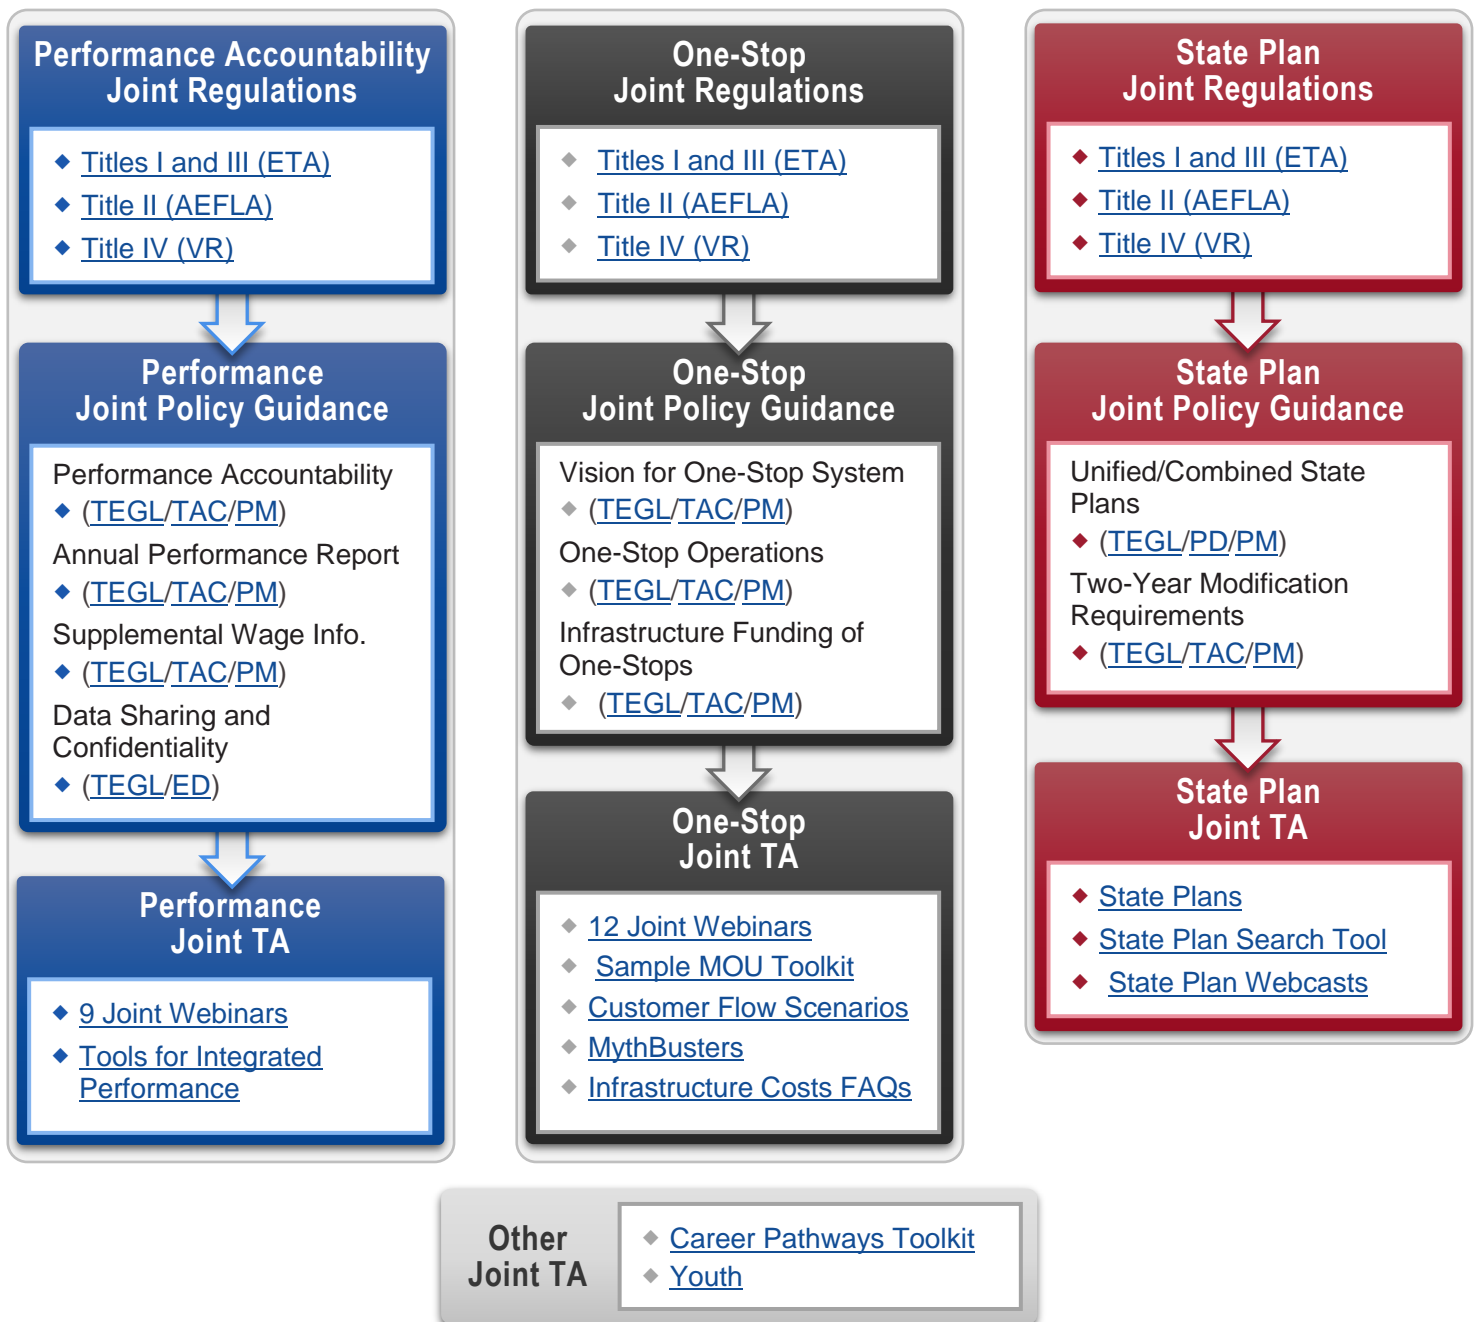 Performance Accountability
Joint Regulations
Titles I and III (ETA)
Title II (AEFLA)
Title IV (VR)
Performance
Joint Policy Guidance
Performance Accountability
(TEGL/TAC/PM)
Annual Performance Report
(TEGL/TAC/PM)
Supplemental Wage Info.
(TEGL/TAC/PM)
Data Sharing and
Confidentiality
(TEGL/ED)
Performance
Joint TA
9 Joint Webinars
Tools for Integrated
Performance
One-Stop
Joint Regulations
Titles I and III (ETA)
Title II (AEFLA)
Title IV (VR)
One-Stop
Joint Policy Guidance
Vision for One-Stop System
(TEGL/TAC/PM)
One-Stop Operations
(TEGL/TAC/PM)
Infrastructure Funding of
One-Stops
(TEGL/TAC/PM)
One-Stop
Joint TA
12 Joint Webinars
Sample MOU Toolkit
Customer Flow Scenarios
MythBusters
Infrastructure Costs FAQs
State Plan
Joint Regulations
Titles I and III (ETA)
Title II (AEFLA)
Title IV (VR)
State Plan
Joint Policy Guidance
Unified/Combined State
Plans
(TEGL/PD/PM)
Two-Year Modification
Requirements
(TEGL/TAC/PM)
State Plan
Joint TA
State Plans
State Plan Search Tool
State Plan Webcasts
Other
Joint TA
Career Pathways Toolkit
Youth